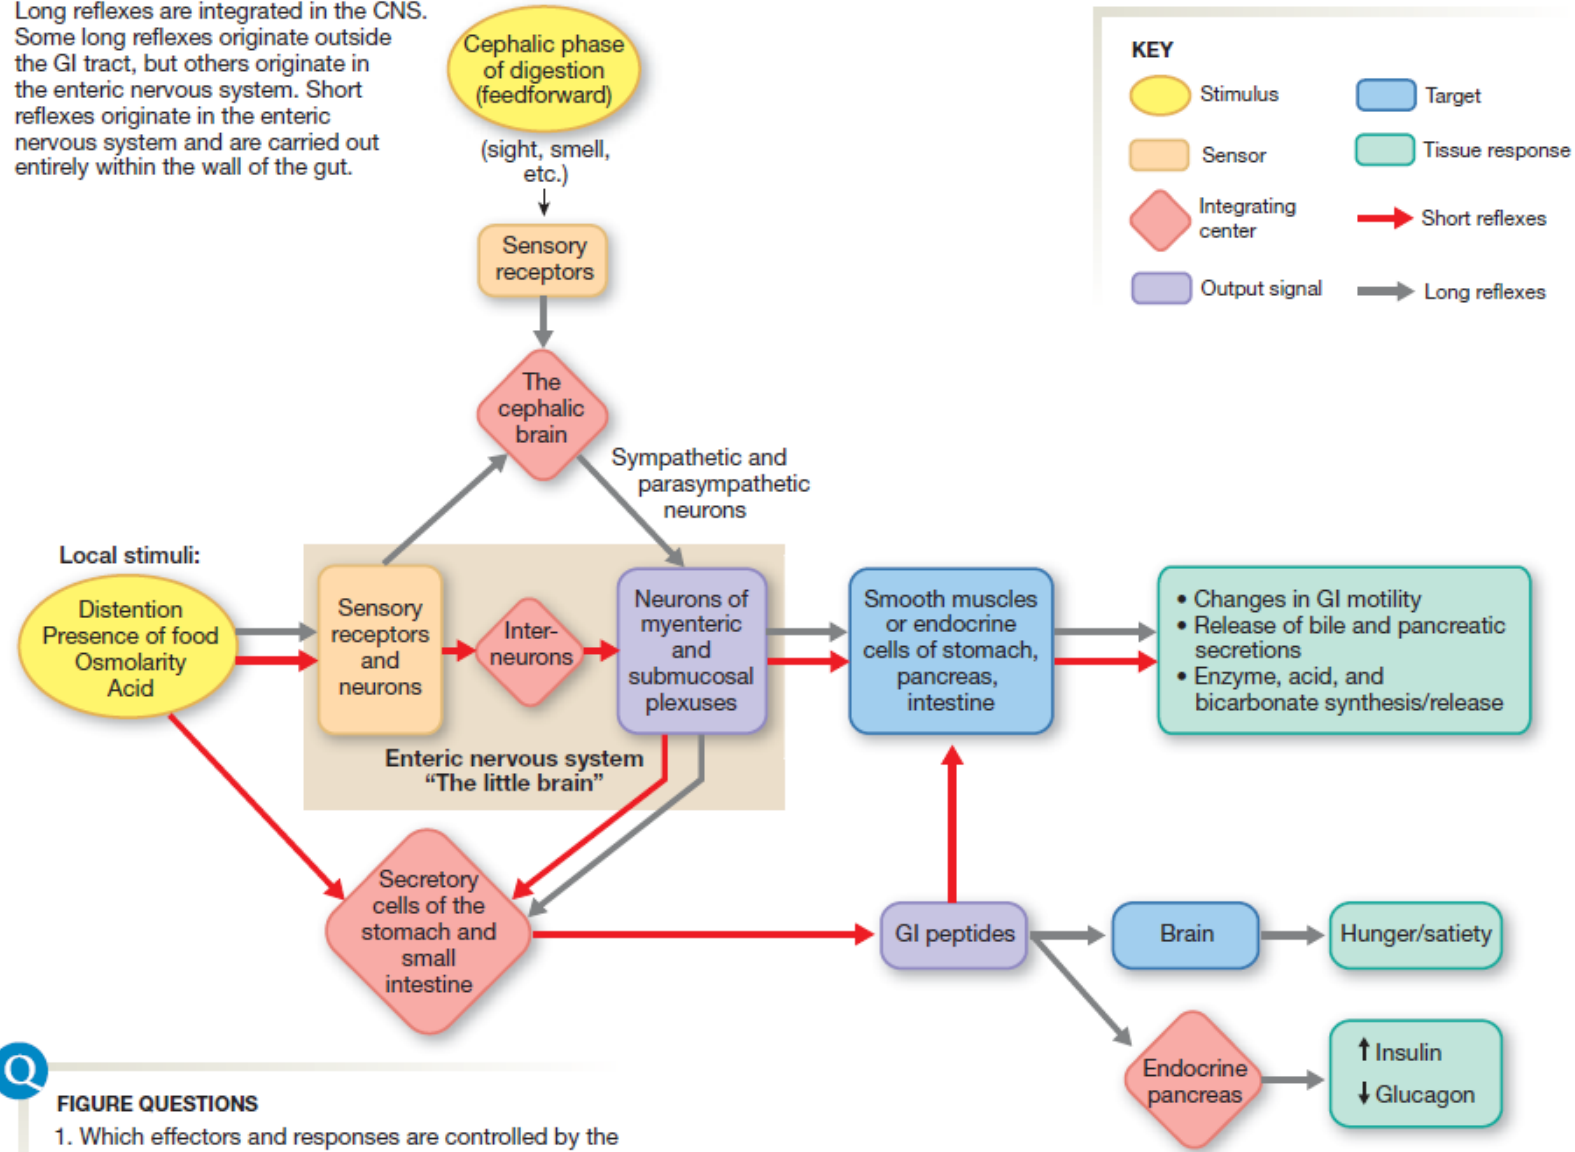 Long reflexes are integrated in the CNS.
Some long reflexes originate outside
the GI tract, but others originate in
the enteric nervous system. Short
reflexes originate in the enteric
nervous system and are carried out
entirely within the wall of the gut.
Cephalic phase
of digestion
(feedforward)
(sight, smell,
etc.)
Sensory
receptors
The
cephalic
brain
Sympathetic and
parasympathetic
neurons
KEY
Stimulus
Sensor
Integrating
center
Output signal
Target
Tissue response
Short reflexes
Long reflexes
Local stimuli:
Distention
Presence of food
Osmolarity
Acid
Sensory
receptors
and
neurons
Inter-
neurons
Neurons of
myenteric
and
submucosal
plexuses
Enteric nervous system
“The little brain”
Smooth muscles
or endocrine
cells of stomach,
pancreas,
intestine
• Changes in GI motility
• Release of bile and pancreatic
secretions
• Enzyme, acid, and
bicarbonate synthesis/release
Secretory
cells of the
stomach and
small
intestine
GI peptides
Brain
Hunger/satiety
Endocrine
pancreas
↑ Insulin
↓ Glucagon
Q
FIGURE QUESTIONS
1. Which effectors and responses are controlled by the